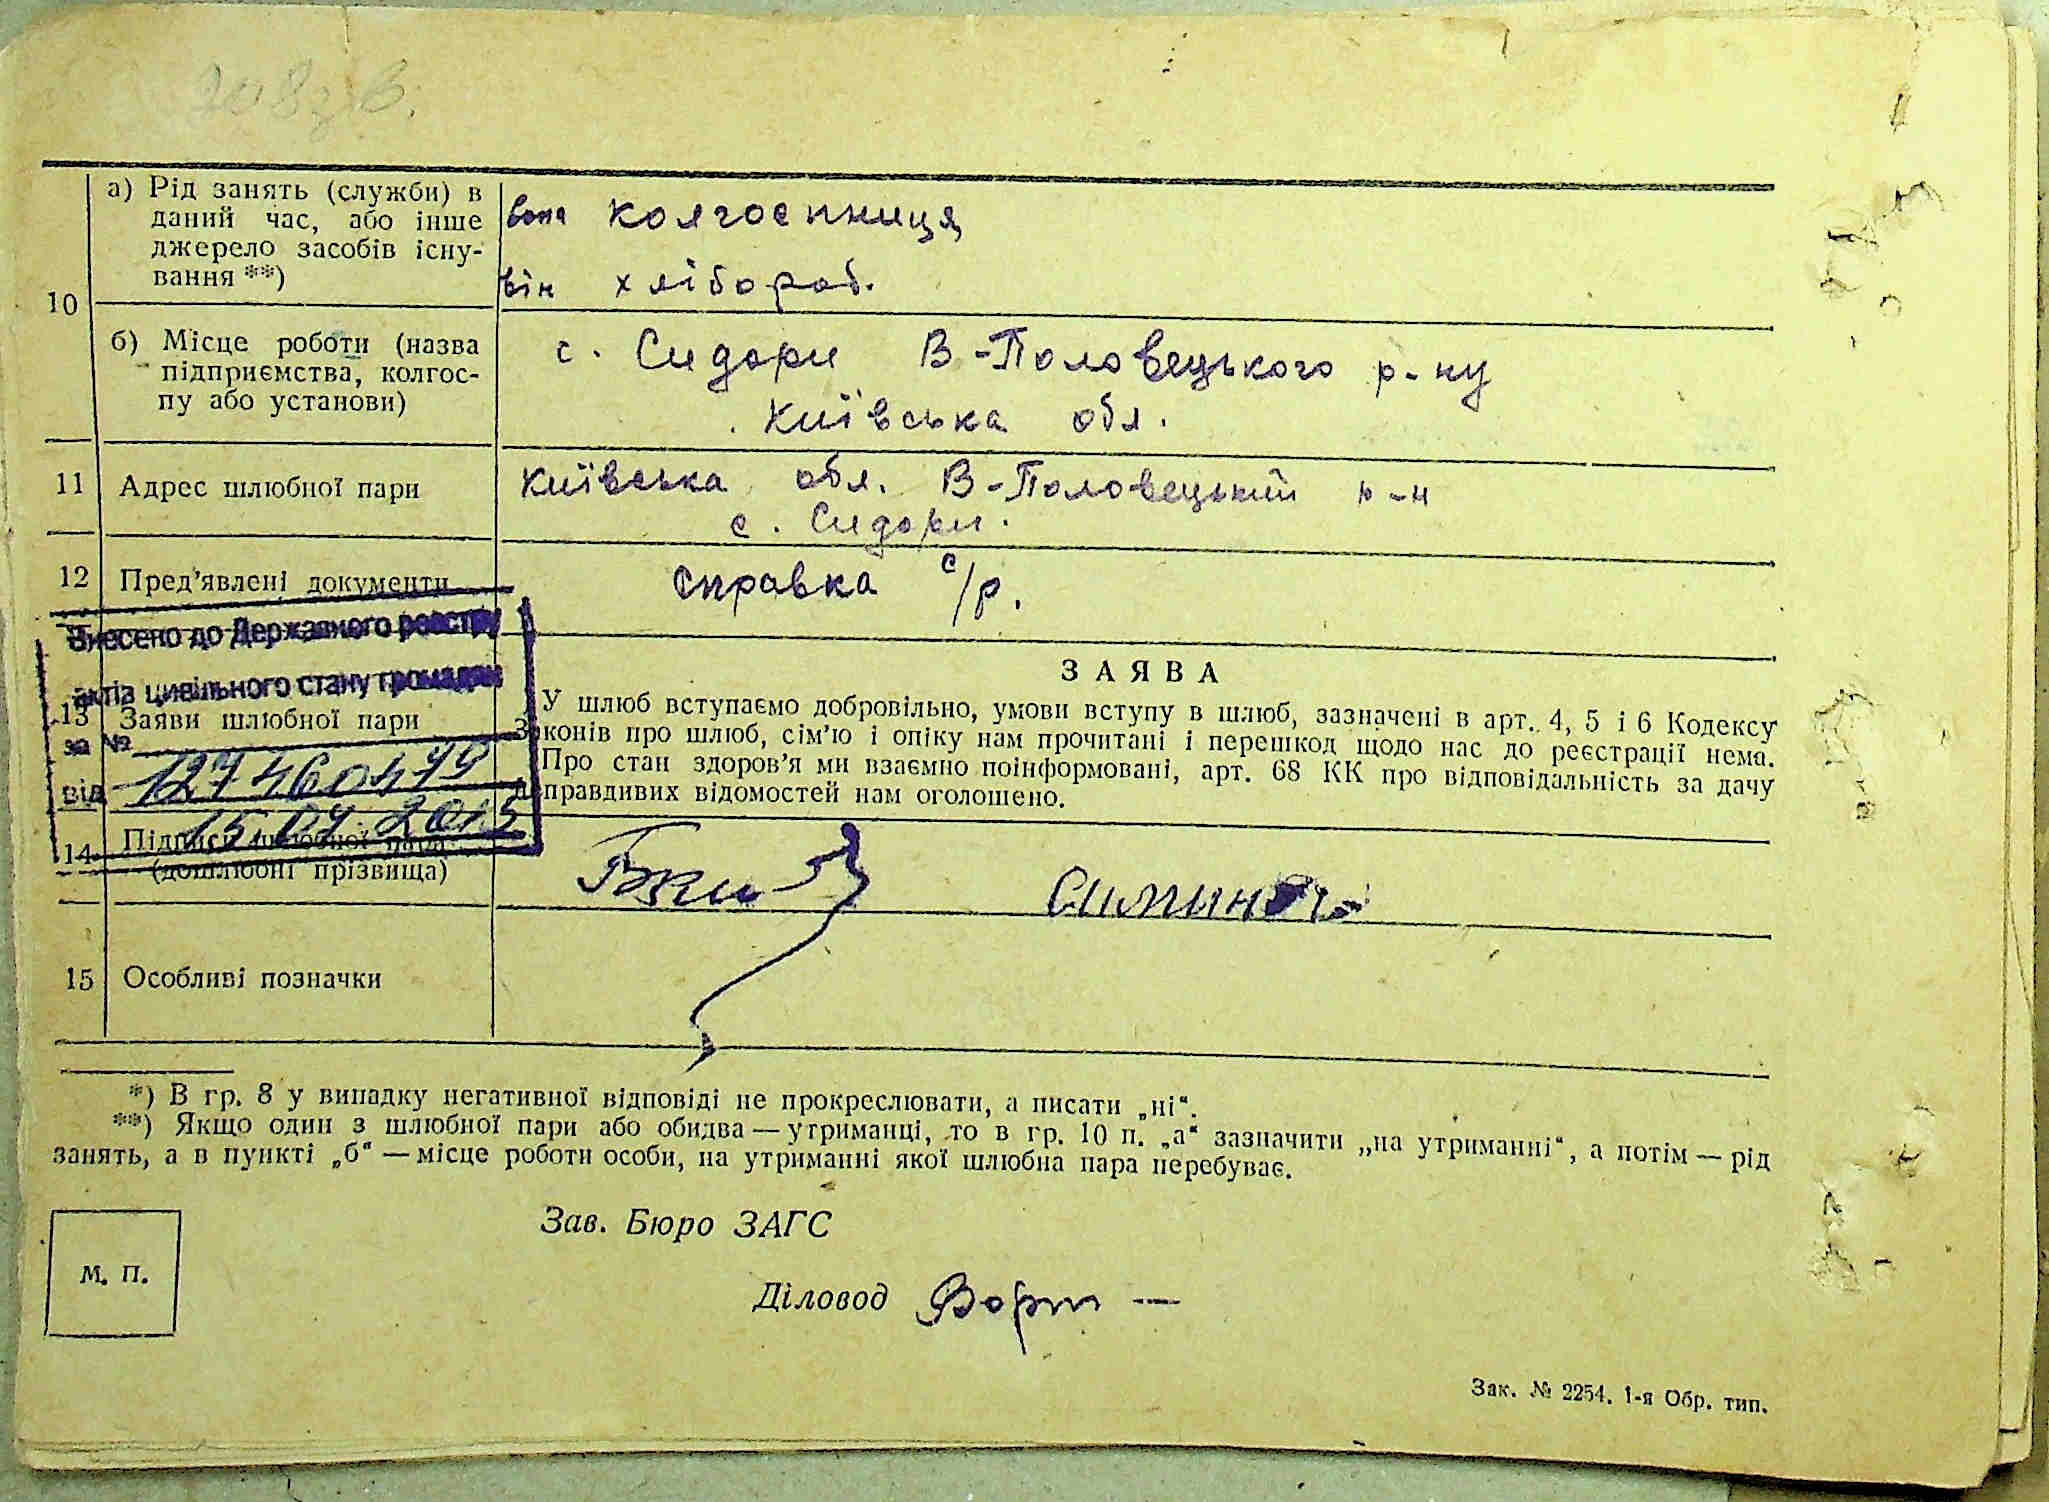 10
а) Рід занять (служби) в
даний час, або інше
джерело засобів існу-
вання **)
вона колгоспниця
він хлібороб.
б) Місце роботи (назва
підприємства, колгос-
пу або установи)
с. Сидори В-Половецького р-ну
Київська обл.
11 Адрес шлюбної пари
Київська обл. В-Половецький р-н
с. Сидори.
12 Пред'явлені документи
Справка с/р.
Внесено до Державного реєстру
актів цивільного стану громадян
13 Заяви шлюбної пари
за №
від
15 04 2015
ЗАЯВА
У шлюб вступаємо добровільно, умови вступу в шлюб, зазначені в арт. 4, 5 і 6 Кодексу
Законів про шлюб, сім'ю і опіку нам прочитані і перешкод щодо нас до реєстрації нема.
Про стан здоров'я ми взаємно поінформовані, арт. 68 КК про відповідальність за дачу
неправдивих відомостей нам оголошено.
14 Підписи шлюбної пари
(дошлюбні прізвища)
15 Особливі позначки
*) В гр. 8 у випадку негативної відповіді не прокреслювати, а писати „ні“.
**) Якщо один з шлюбної пари або обидва — утриманці, то в гр. 10 п. „а“ зазначити „на утриманні“, а потім — рід
занять, а в пункті „б“ — місце роботи особи, на утриманні якої шлюбна пара перебуває.
Зав. Бюро ЗАГС
М. П.
Діловод
Зак. № 2254. 1-я Обр. тип.